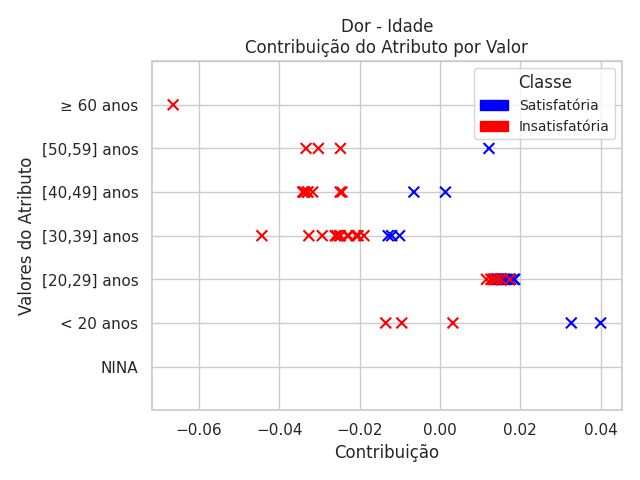 Dor - Idade
Contribuição do Atributo por Valor
Classe
Satisfatória
Insatisfatória
Valores do Atributo
≥ 60 anos
[50,59] anos
[40,49] anos
[30,39] anos
[20,29] anos
< 20 anos
NINA
−0.06 −0.04 −0.02 0.00 0.02 0.04
Contribuição